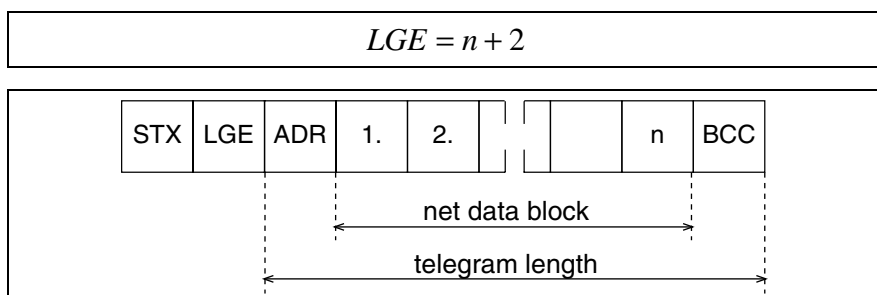 LGE = n + 2
STX LGE ADR 1. 2. n BCC
net data block
telegram length